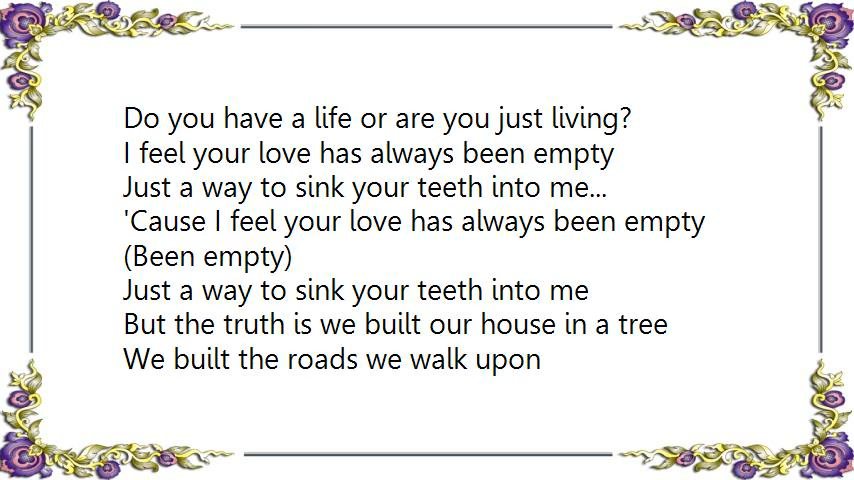 Do you have a life or are you just living?
I feel your love has always been empty
Just a way to sink your teeth into me...
'Cause I feel your love has always been empty
(Been empty)
Just a way to sink your teeth into me
But the truth is we built our house in a tree
We built the roads we walk upon